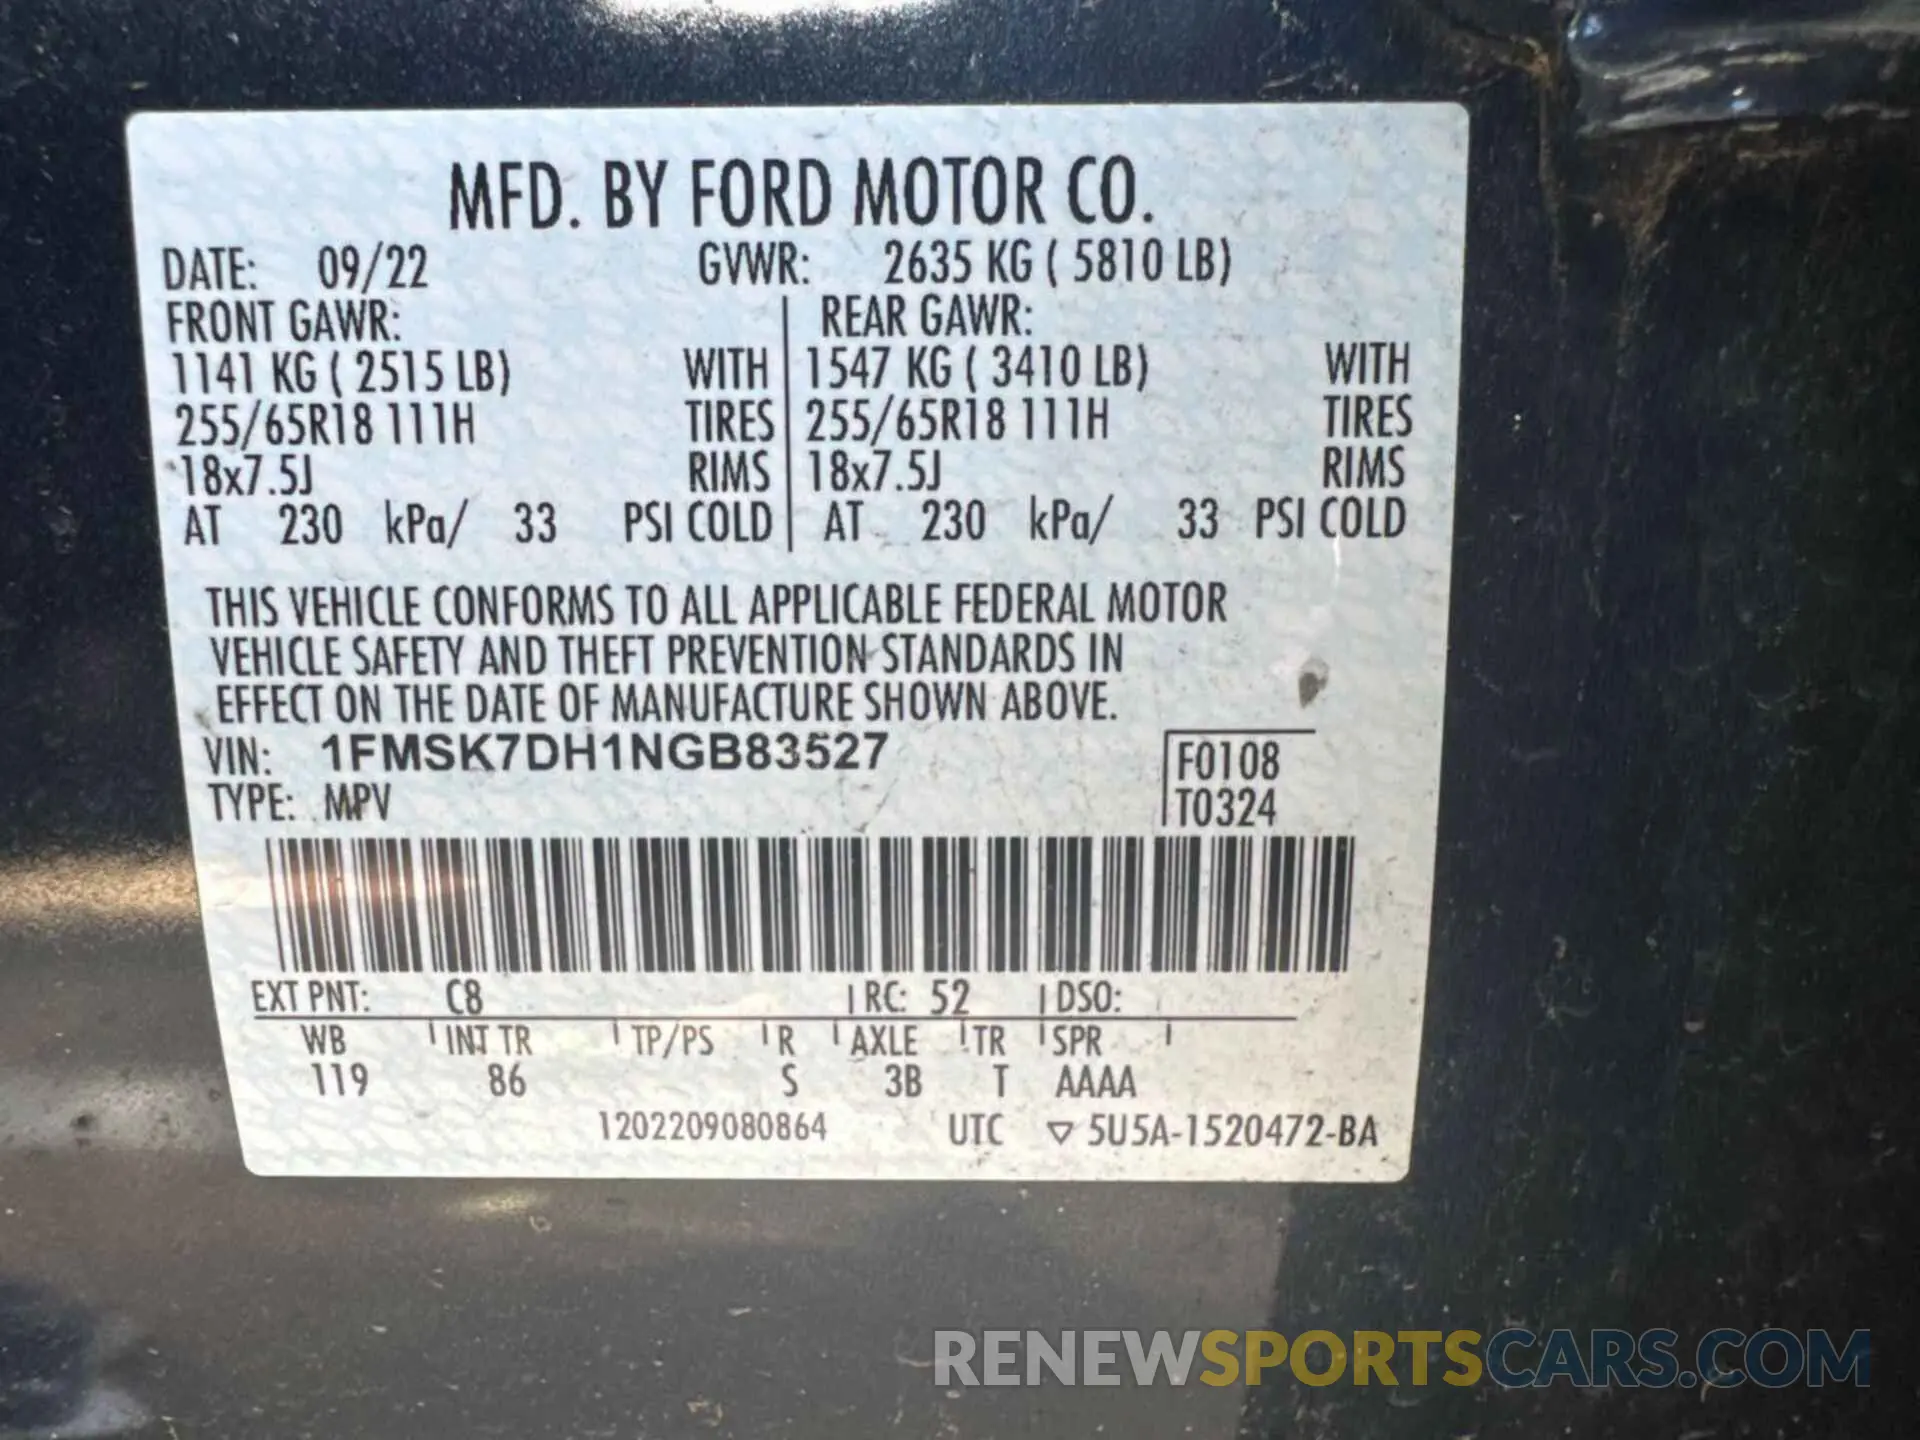 MFD. BY FORD MOTOR CO.
DATE: 09/22 GVWR: 2635 KG ( 5810 LB)
FRONT GAWR: REAR GAWR:
1141 KG ( 2515 LB) WITH 1547 KG ( 3410 LB) WITH
255/65R18 111H TIRES 255/65R18 111H TIRES
18x7.5J RIMS 18x7.5J RIMS
AT 230 kPa/ 33 PSI COLD AT 230 kPa/ 33 PSI COLD
THIS VEHICLE CONFORMS TO ALL APPLICABLE FEDERAL MOTOR
VEHICLE SAFETY AND THEFT PREVENTION STANDARDS IN
EFFECT ON THE DATE OF MANUFACTURE SHOWN ABOVE.
VIN: 1FMSK7DH1NGB83527 F0108
TYPE: MPV T0324
EXT PNT: C8 RC: 52 DSO:
WB INT TR TP/PS R AXLE TR SPR
119 86 S 3B T AAAA
1202209080864 UTC ▽ 5U5A-1520472-BA
RENEWSPORTSCARS.COM